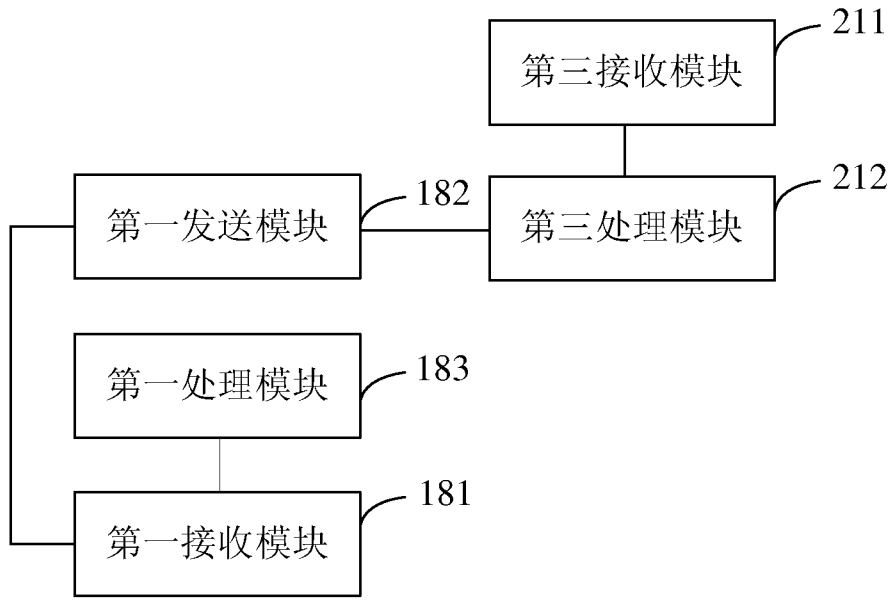 211
第三接收模块
212
182
第一发送模块
第三处理模块
183
第一处理模块
181
第一接收模块